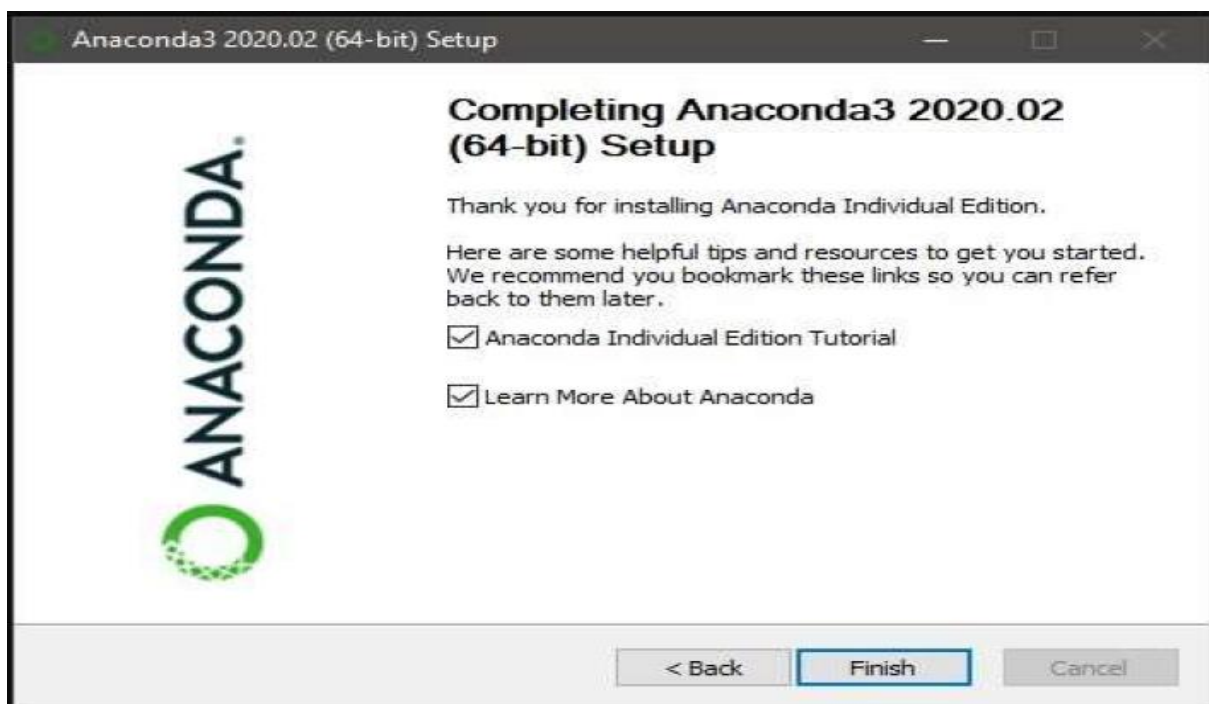 Anaconda3 2020.02 (64-bit) Setup
ANACONDA.
Completing Anaconda3 2020.02
(64-bit) Setup
Thank you for installing Anaconda Individual Edition.
Here are some helpful tips and resources to get you started.
We recommend you bookmark these links so you can refer
back to them later.
Anaconda Individual Edition Tutorial
Learn More About Anaconda
< Back
Finish
Cancel